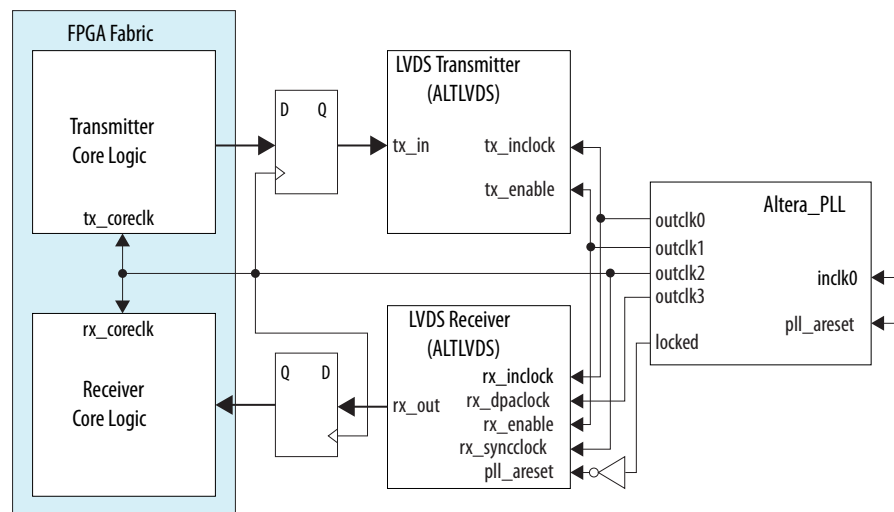 FPGA Fabric
Transmitter
Core Logic
tx_coreclk
D Q
LVDS Transmitter
(ALTLVDS)
tx_in
tx_inclock
tx_enable
Altera_PLL
outclk0
outclk1
outclk2
outclk3
locked
inclk0
pll_areset
rx_coreclk
Receiver
Core Logic
Q D
LVDS Receiver
(ALTLVDS)
rx_out
rx_inclock
rx_dpaclock
rx_enable
rx_syncclock
pll_areset